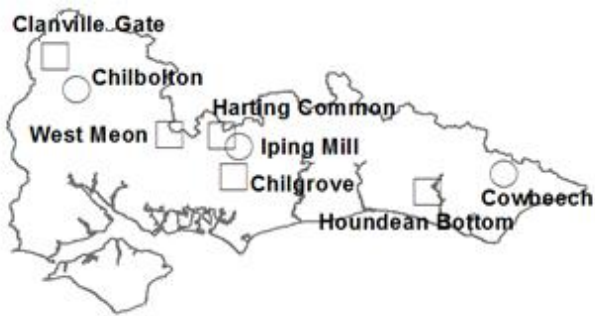 Clanville Gate
Chilbolton
Harting Common
West Meon
Iping Mill
Chilgrove
Cowbeech
Houndean Bottom